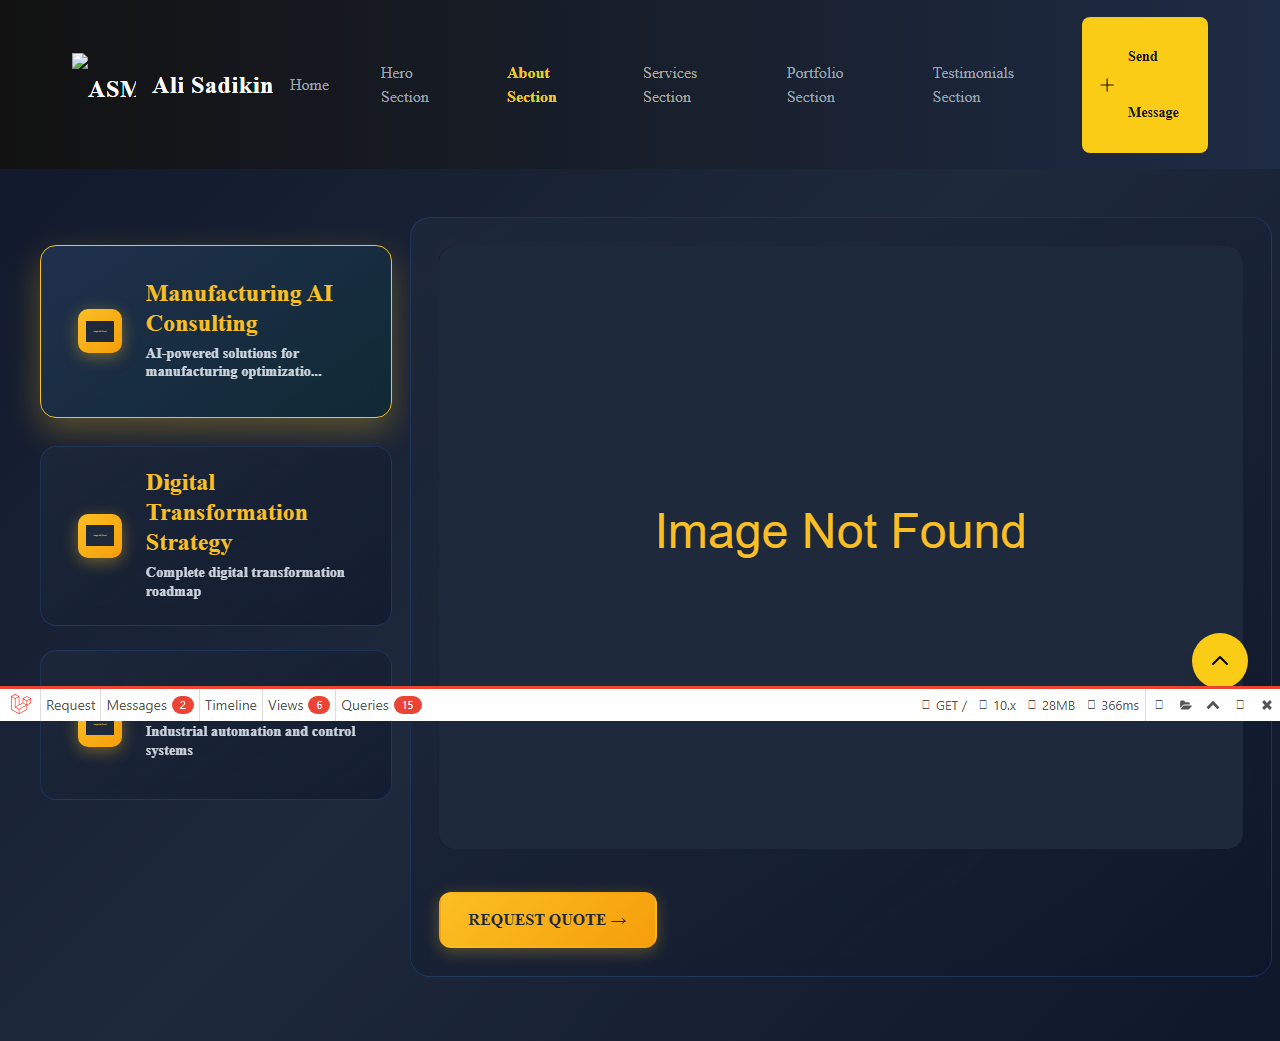 ASM
Ali Sadikin
Home
Hero
Section
About
Section
Services
Section
Portfolio
Section
Testimonials
Section
Send
Message
Manufacturing AI
Consulting
AI-powered solutions for
manufacturing optimizatio...
Digital
Transformation
Strategy
Complete digital transformation
roadmap
Industrial automation and control
systems
Image Not Found
REQUEST QUOTE →
Request
Messages 2
Timeline
Views 6
Queries 15
GET /
10.x
28MB
366ms